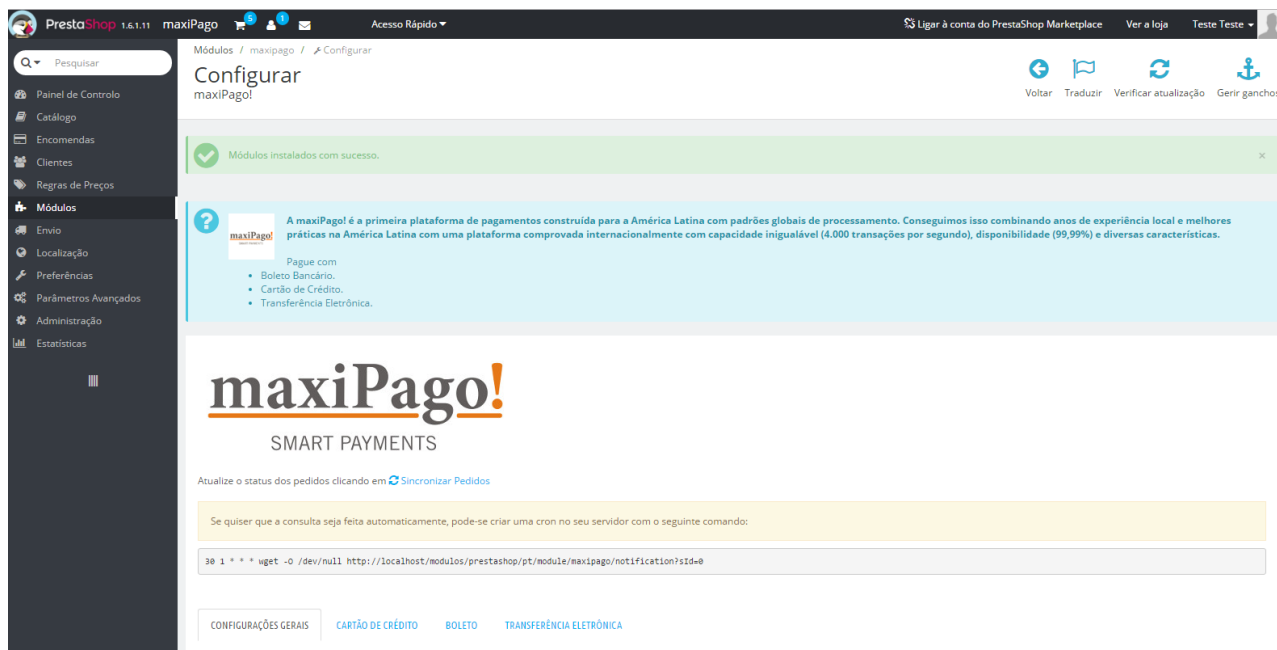 PrestaShop 1.6.1.11 maxiPago 5 1 Acesso Rápido Ligar à conta do PrestaShop Marketplace Ver a loja Teste Teste
Pesquisar
Painel de Controlo
Catálogo
Encomendas
Clientes
Regras de Preços
Módulos
Envio
Localização
Preferências
Parâmetros Avançados
Administração
Estatísticas
Módulos / maxipago / Configurar
Configurar
maxiPago!
Voltar Traduzir Verificar atualização Gerir ganchos
Módulos instalados com sucesso. ×
maxiPago!
A maxiPago! é a primeira plataforma de pagamentos construída para a América Latina com padrões globais de processamento. Conseguimos isso combinando anos de experiência local e melhores
práticas na América Latina com uma plataforma comprovada internacionalmente com capacidade inigualável (4.000 transações por segundo), disponibilidade (99,99%) e diversas características.
Pague com
• Boleto Bancário.
• Cartão de Crédito.
• Transferência Eletrônica.
maxiPago!
SMART PAYMENTS
Atualize o status dos pedidos clicando em Sincronizar Pedidos
Se quiser que a consulta seja feita automaticamente, pode-se criar uma cron no seu servidor com o seguinte comando:
30 1 * * * wget -O /dev/null http://localhost/modulos/prestashop/pt/module/maxipago/notification?sId=0
CONFIGURAÇÕES GERAIS CARTÃO DE CRÉDITO BOLETO TRANSFERÊNCIA ELETRÔNICA